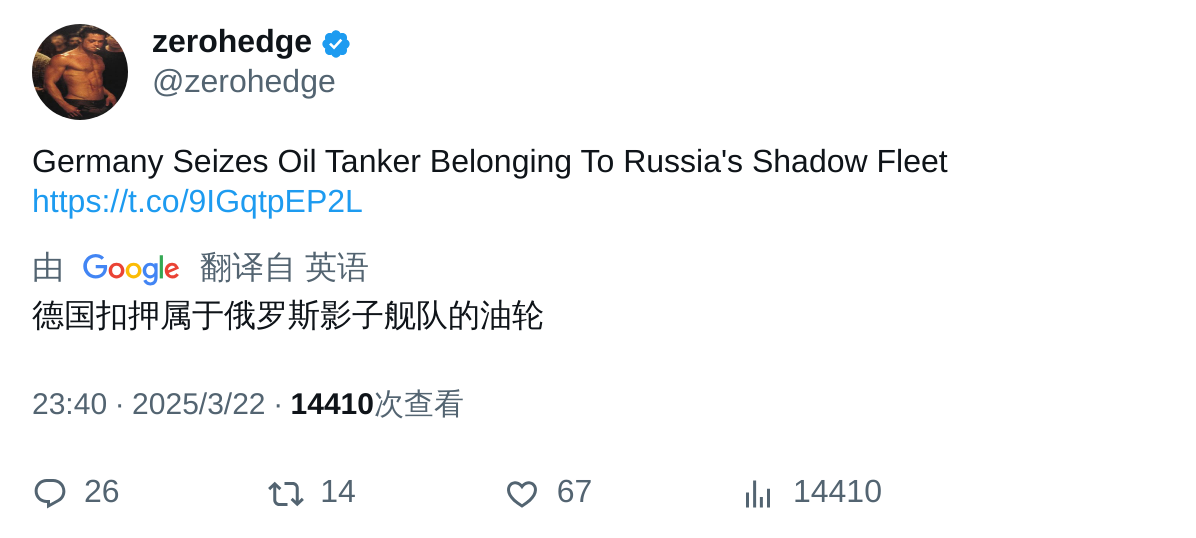 zerohedge
@zerohedge
Germany Seizes Oil Tanker Belonging To Russia's Shadow Fleet
https://t.co/9IGqtpEP2L
由 Google 翻译自 英语
德国扣押属于俄罗斯影子舰队的油轮
23:40 · 2025/3/22 · 14410次查看
26 14 67 14410